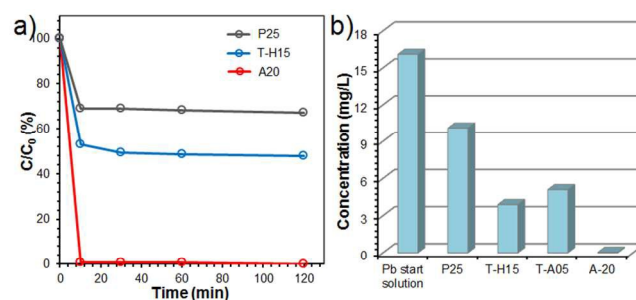 a)
P25
T-H15
A20
100
80
60
40
20
0
C/C0 (%)
0 20 40 60 80 100 120
Time (min)
b)
18
15
12
9
6
3
0
Concentration (mg/L)
Pb start P25 T-H15 T-A05 A-20
solution